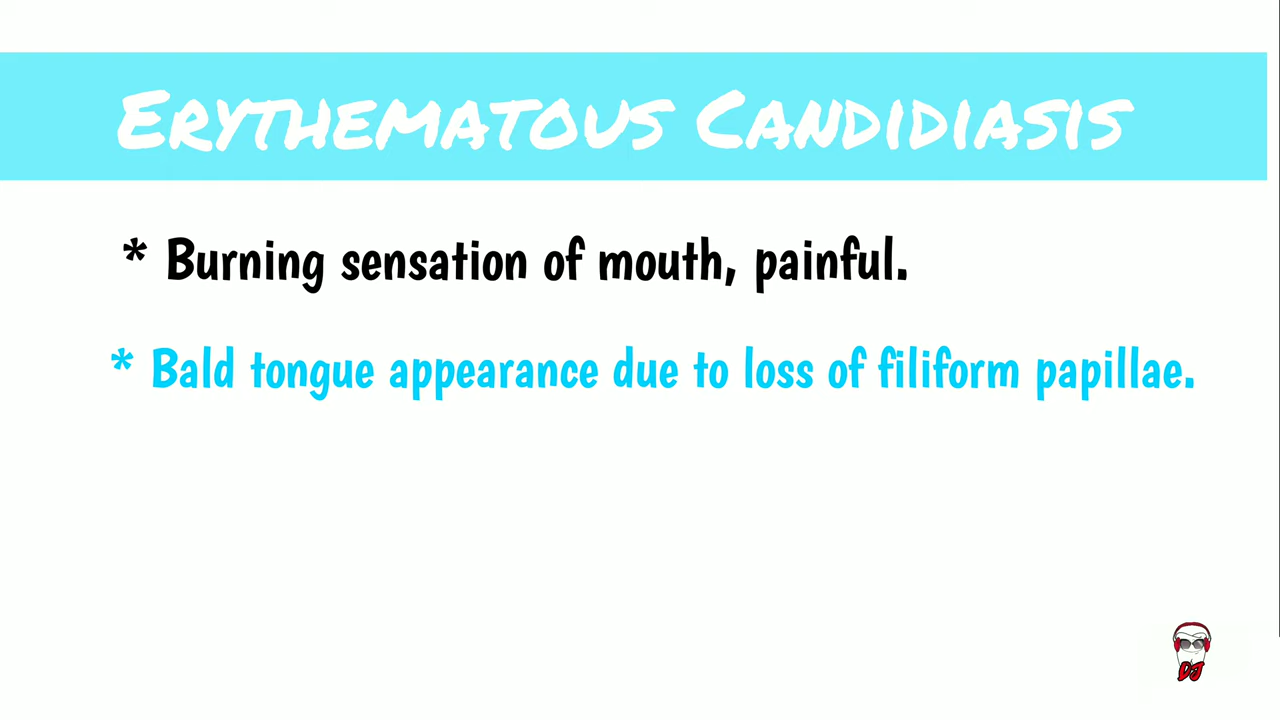 Erythematous Candidiasis
* Burning sensation of mouth, painful.
* Bald tongue appearance due to loss of filiform papillae.
DJ